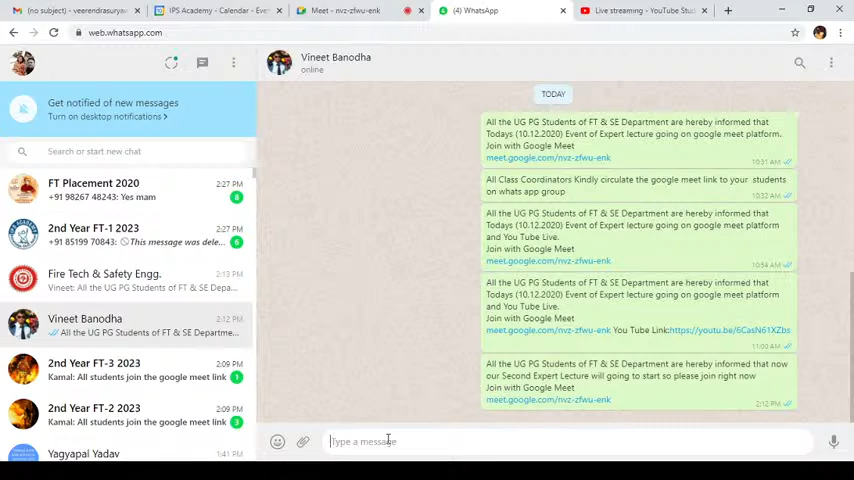 (no subject) - veerendrasuryaw
IPS Academy - Calendar - Eve
Meet - nvz-zfwu-enk
(4) WhatsApp
Live streaming - YouTube Stud
web.whatsapp.com
Vineet Banodha
online
Get notified of new messages
Turn on desktop notifications
Search or start new chat
FT Placement 2020
2:27 PM
+91 98267 48243: Yes mam
8
2nd Year FT-1 2023
2:27 PM
+91 85199 70843: This message was dele...
6
Fire Tech & Safety Engg.
2:13 PM
Vineet: All the UG PG Students of FT & SE Depa...
Vineet Banodha
2:12 PM
All the UG PG Students of FT & SE Departme...
2nd Year FT-3 2023
2:09 PM
Kamal: All students join the google meet link
1
2nd Year FT-2 2023
2:09 PM
Kamal: All students join the google meet link
3
Yagyapal Yadav
1:41 PM
TODAY
All the UG PG Students of FT & SE Department are hereby informed that
Todays (10.12.2020) Event of Expert lecture going on google meet platform.
Join with Google Meet
meet.google.com/nvz-zfwu-enk
10:31 AM
All Class Coordinators Kindly circulate the google meet link to your students
on whats app group
10:32 AM
All the UG PG Students of FT & SE Department are hereby informed that
Todays (10.12.2020) Event of Expert lecture going on google meet platform
and You Tube Live.
Join with Google Meet
meet.google.com/nvz-zfwu-enk
10:54 AM
All the UG PG Students of FT & SE Department are hereby informed that
Todays (10.12.2020) Event of Expert lecture going on google meet platform
and You Tube Live.
Join with Google Meet
meet.google.com/nvz-zfwu-enk You Tube Link:https://youtu.be/6CasN61XZbs
11:00 AM
All the UG PG Students of FT & SE Department are hereby informed that now
our Second Expert Lecture will going to start so please join right now
Join with Google Meet
meet.google.com/nvz-zfwu-enk
2:12 PM
Type a message